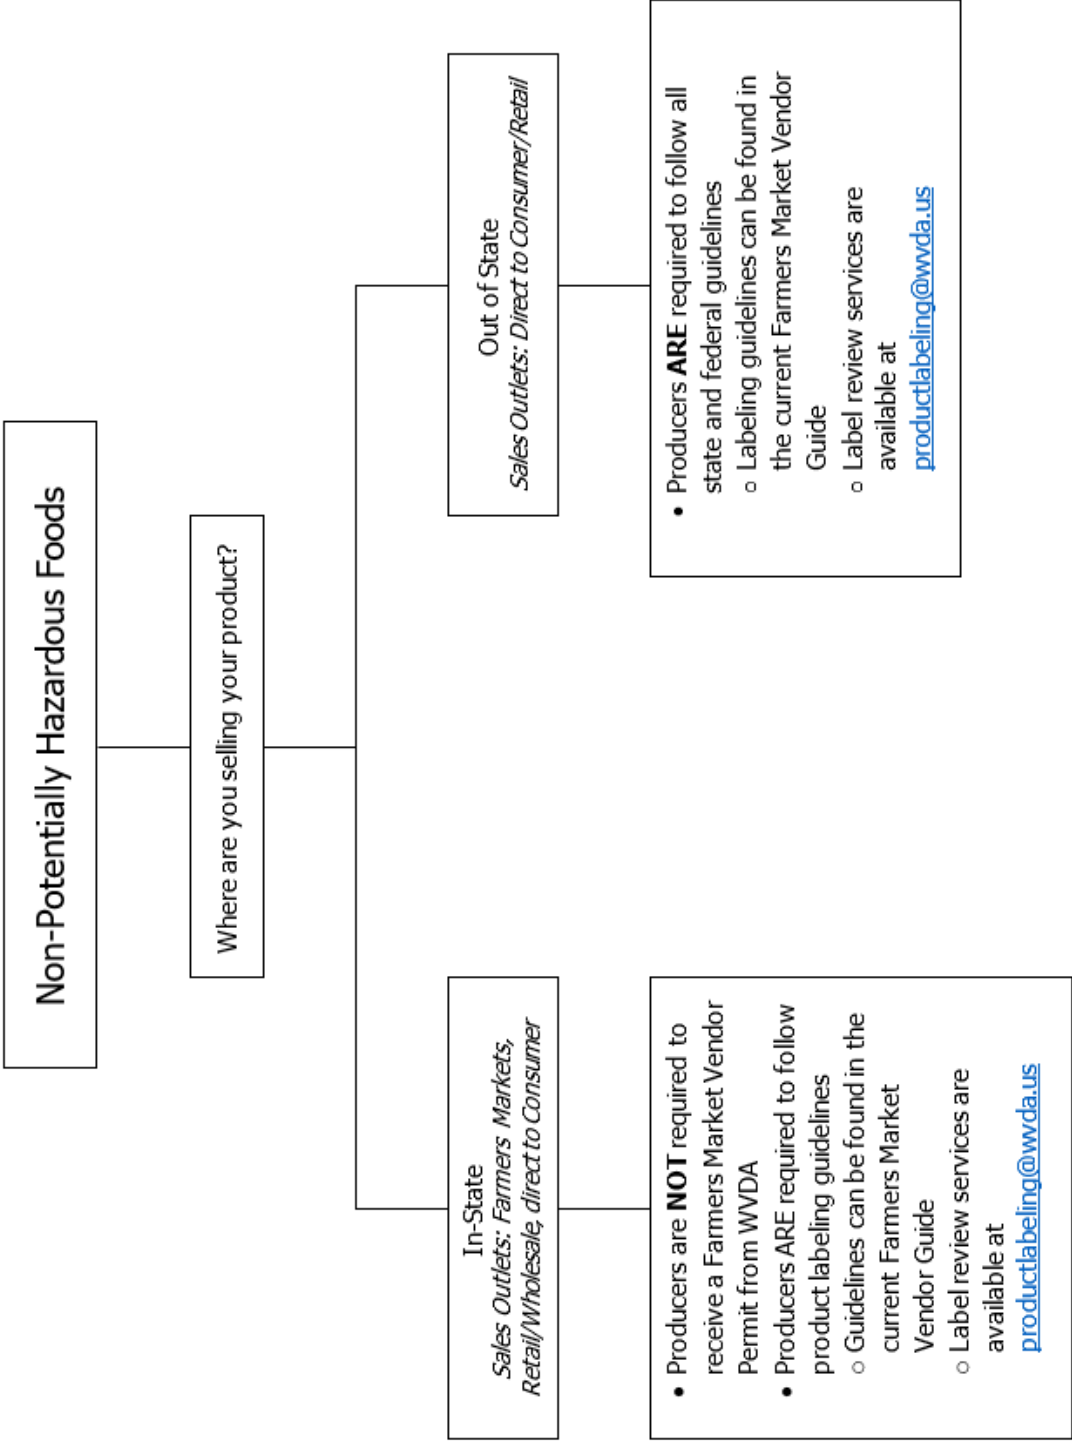 Non-Potentially Hazardous Foods
Where are you selling your product?
In-State
Sales Outlets: Farmers Markets,
Retail/Wholesale, direct to Consumer
• Producers are NOT required to
receive a Farmers Market Vendor
Permit from WVDA
• Producers ARE required to follow
product labeling guidelines
○ Guidelines can be found in the
current Farmers Market
Vendor Guide
○ Label review services are
available at
productlabeling@wvda.us
Out of State
Sales Outlets: Direct to Consumer/Retail
• Producers ARE required to follow all
state and federal guidelines
○ Labeling guidelines can be found in
the current Farmers Market Vendor
Guide
○ Label review services are
available at
productlabeling@wvda.us